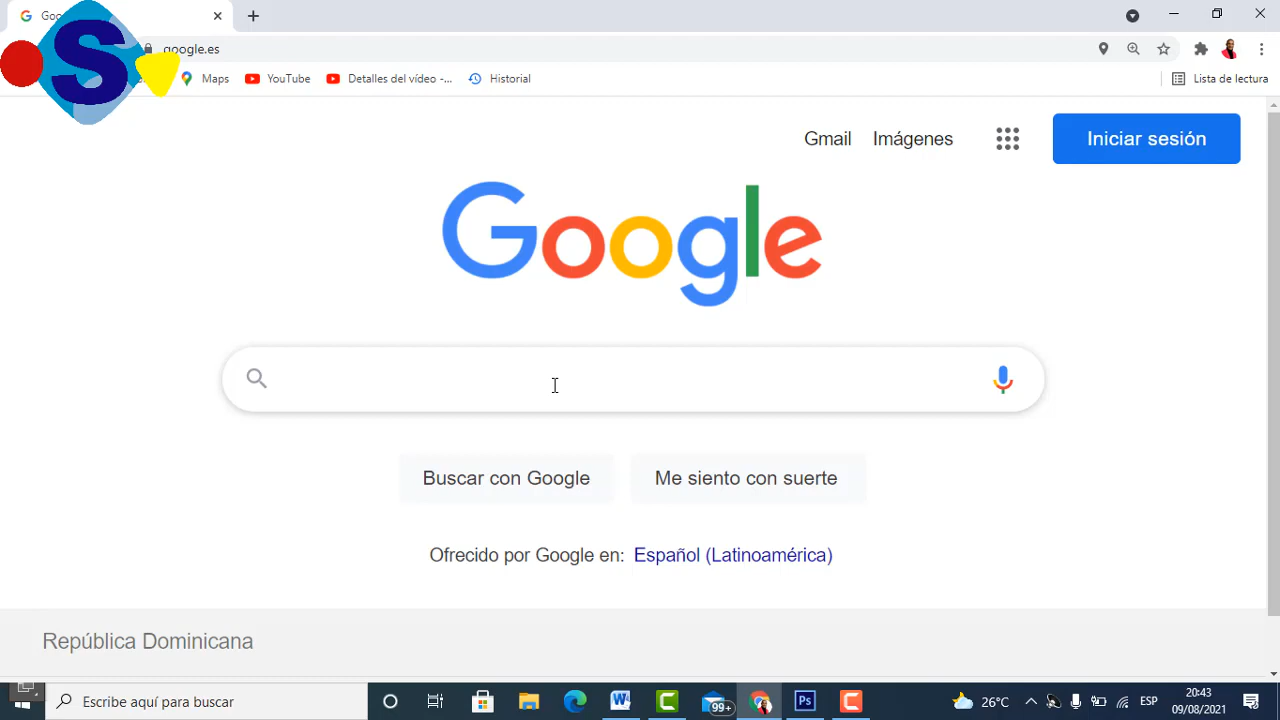 Goo
google.es
Maps
YouTube
Detalles del vídeo -...
Historial
Lista de lectura
S
Gmail
Imágenes
Iniciar sesión
Google
Buscar con Google
Me siento con suerte
Ofrecido por Google en: Español (Latinoamérica)
República Dominicana
Escribe aquí para buscar
W
99+
Ps
26°C
ESP
20:43
09/08/2021